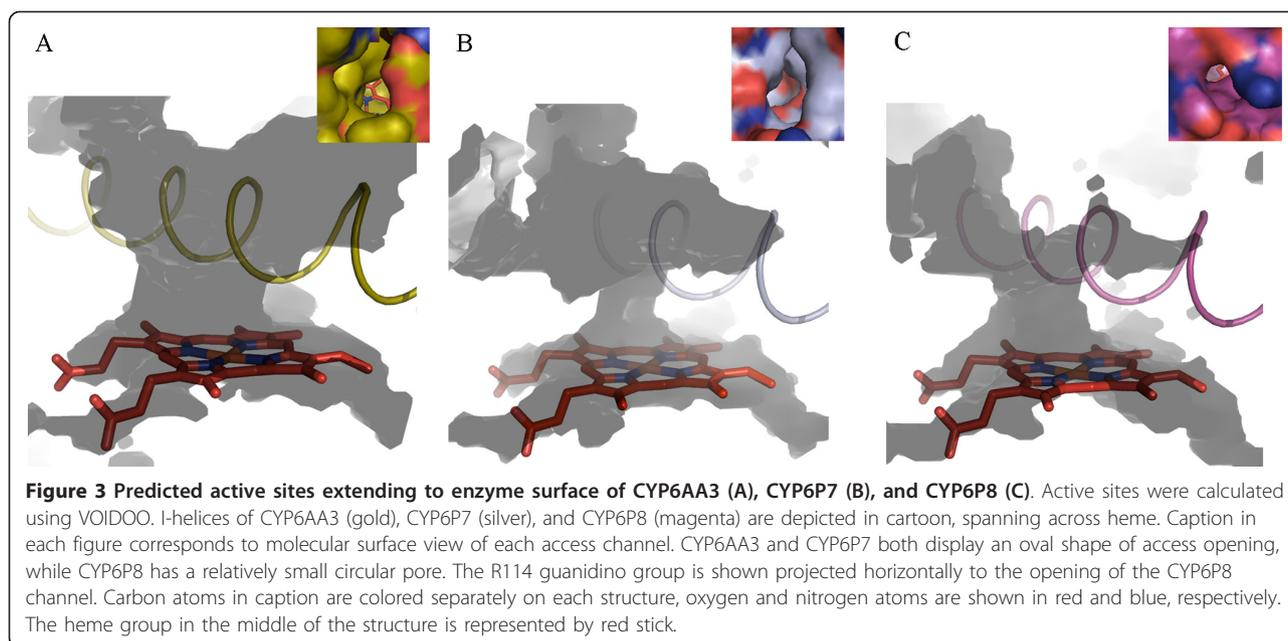 A
B
C
Figure 3 Predicted active sites extending to enzyme surface of CYP6AA3 (A), CYP6P7 (B), and CYP6P8 (C). Active sites were calculated
using VOIDOO. I-helices of CYP6AA3 (gold), CYP6P7 (silver), and CYP6P8 (magenta) are depicted in cartoon, spanning across heme. Caption in
each figure corresponds to molecular surface view of each access channel. CYP6AA3 and CYP6P7 both display an oval shape of access opening,
while CYP6P8 has a relatively small circular pore. The R114 guanidino group is shown projected horizontally to the opening of the CYP6P8
channel. Carbon atoms in caption are colored separately on each structure, oxygen and nitrogen atoms are shown in red and blue, respectively.
The heme group in the middle of the structure is represented by red stick.